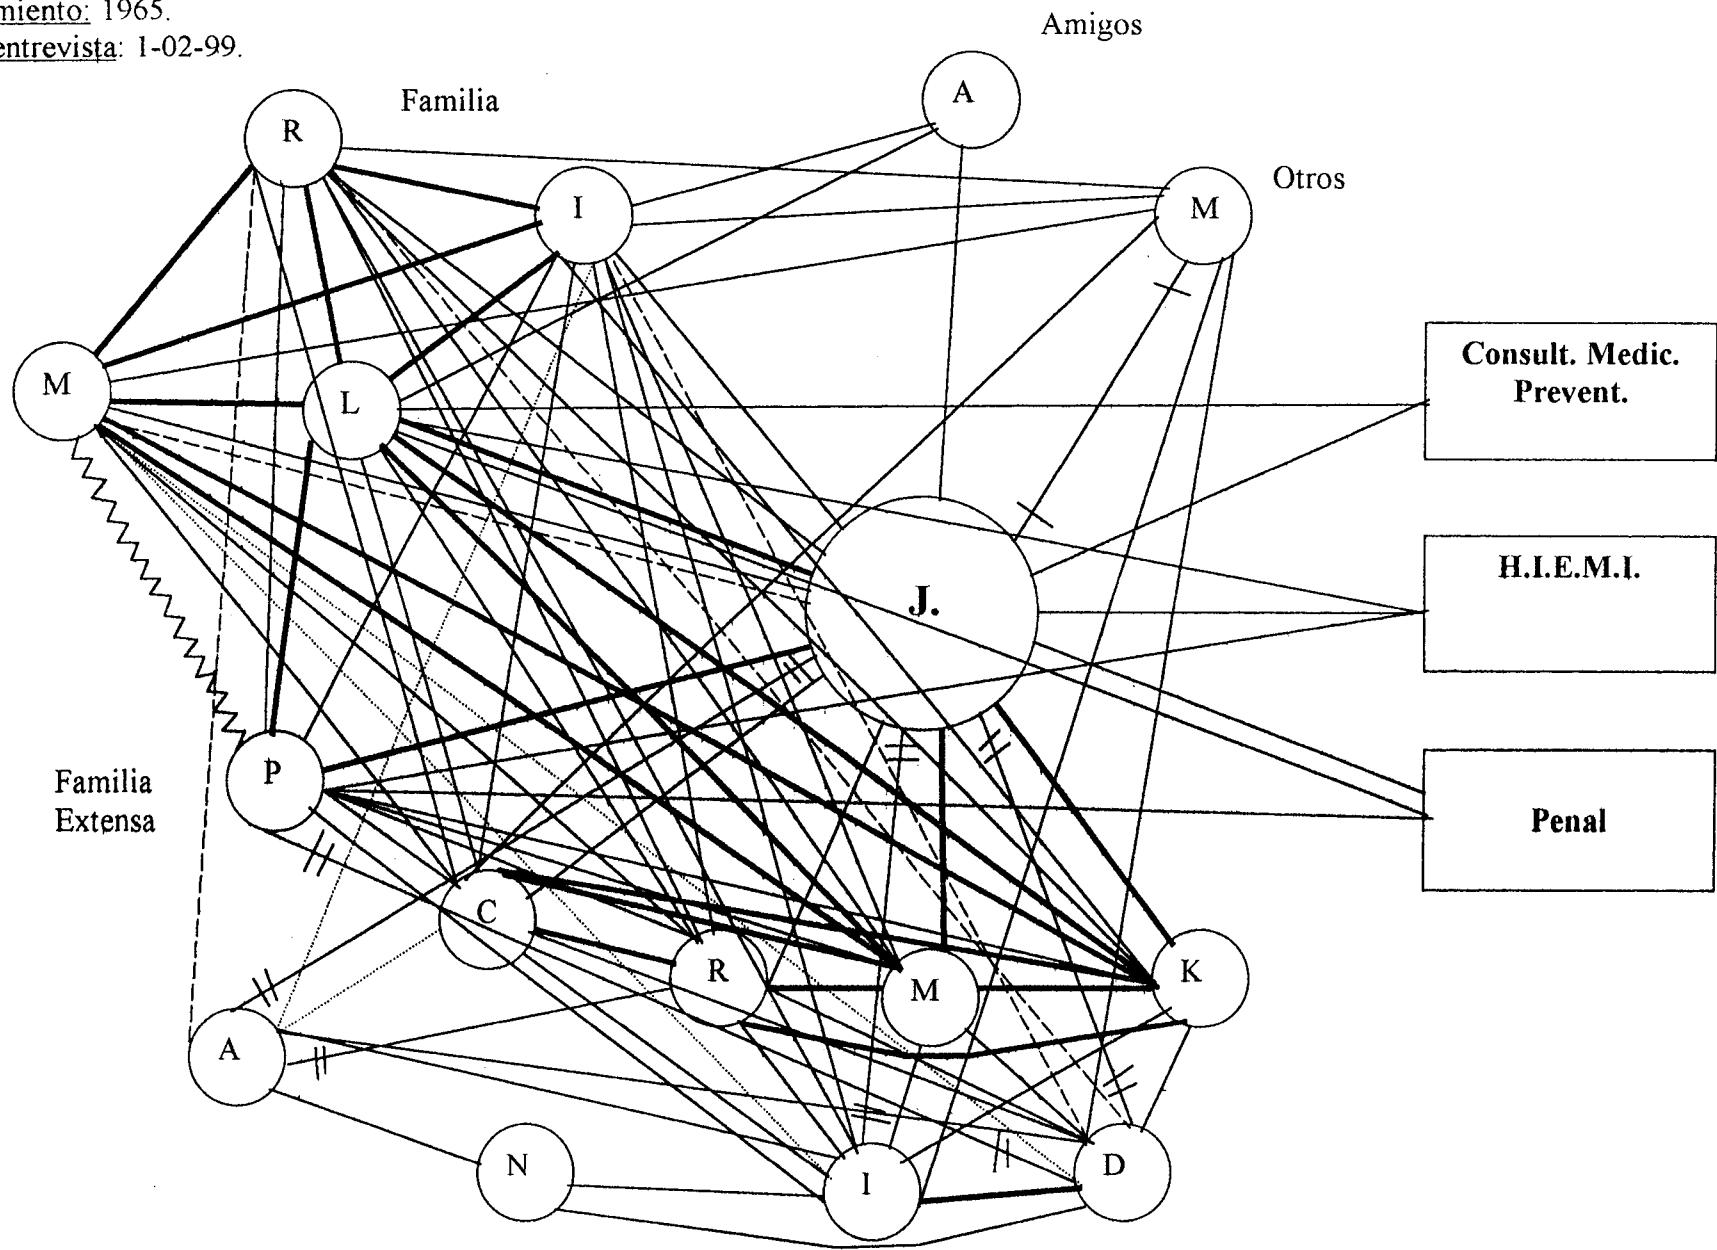 miento: 1965.
entrevista: 1-02-99.
Amigos
A
Familia
R
I
Otros
M
Consult. Medic.
Prevent.
M
L
H.I.E.M.I.
J.
P
Familia
Extensa
Penal
C
R
M
K
A
N
I
D